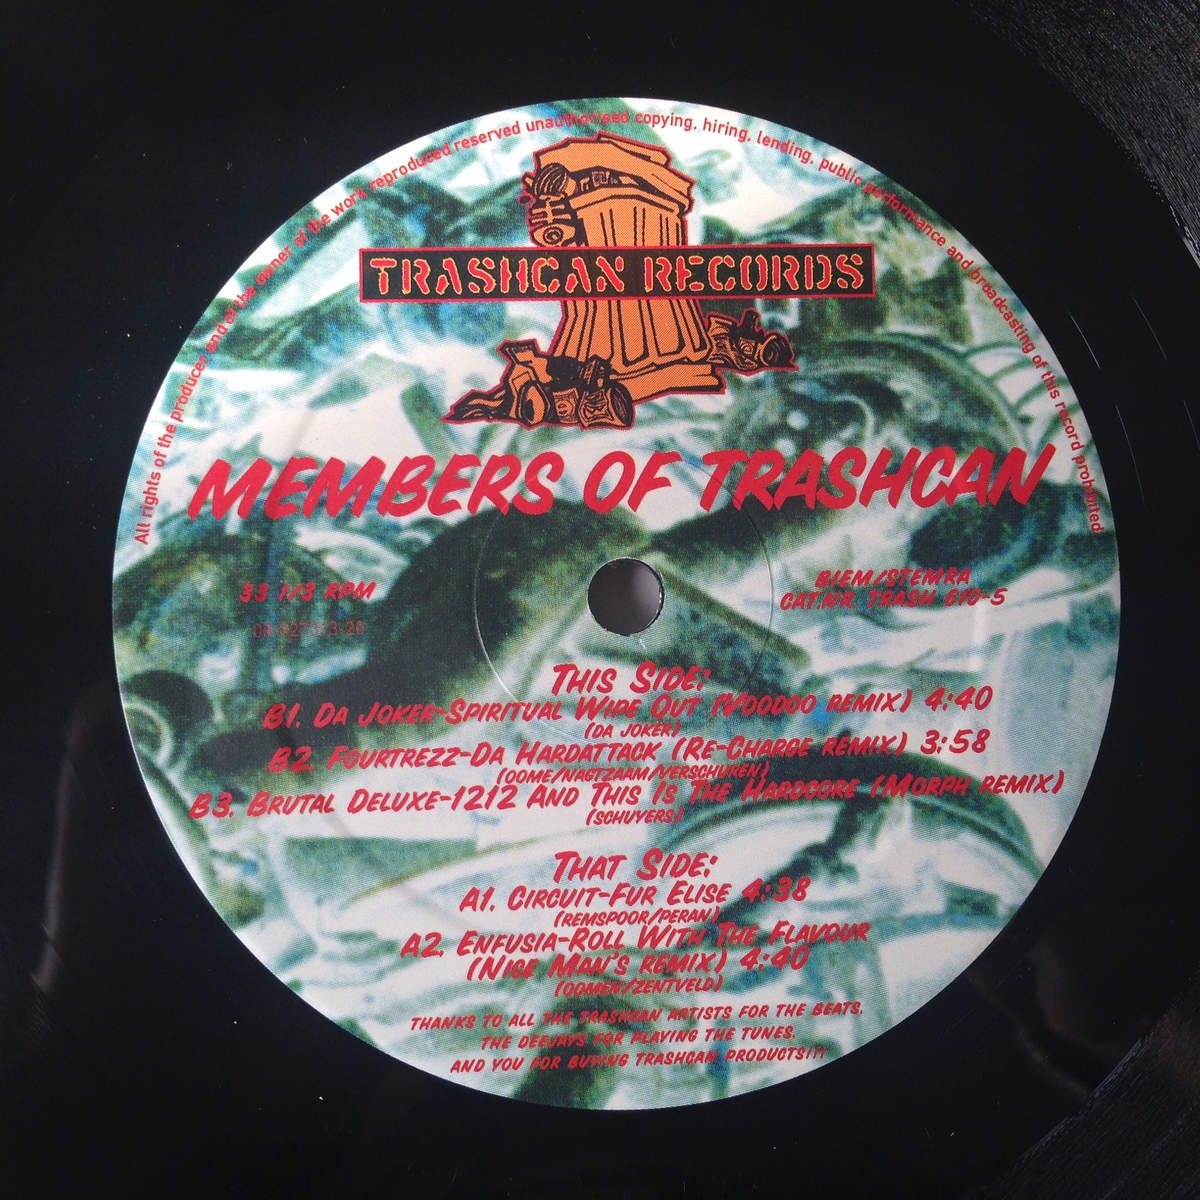 All rights of the producer and of the owner of the work reproduced reserved unauthorised copying, hiring, lending, public performance and broadcasting of this record prohibited
TRASHCAN RECORDS
MEMBERS OF TRASHCAN
33 1/3 RPM
BIEM/STEMRA
CAT.NR. TRASH 610-5
THIS SIDE:
B1. DA JOKER-SPIRITUAL WIPE OUT (VOODOO REMIX) 4:40
(DA JOKER)
B2. FOURTREZZ-DA HARDATTACK (RE-CHARGE REMIX) 3:58
(OOME/NAGTZAAM/VERSCHUREN)
B3. BRUTAL DELUXE-1212 AND THIS IS THE HARDCORE (MORPH REMIX)
(SCHUYERS)
THAT SIDE:
A1. CIRCUIT-FUR ELISE 4:38
(REMSPOOR/PERAN)
A2. ENFUSIA-ROLL WITH THE FLAVOUR
(NICE MAN'S REMIX) 4:40
(OOMEN/ZENTVELD)
THANKS TO ALL THE TRASHCAN ARTISTS FOR THE BEATS,
THE DEEJAYS FOR PLAYING THE TUNES,
AND YOU FOR BUYING TRASHCAN PRODUCTS!!!